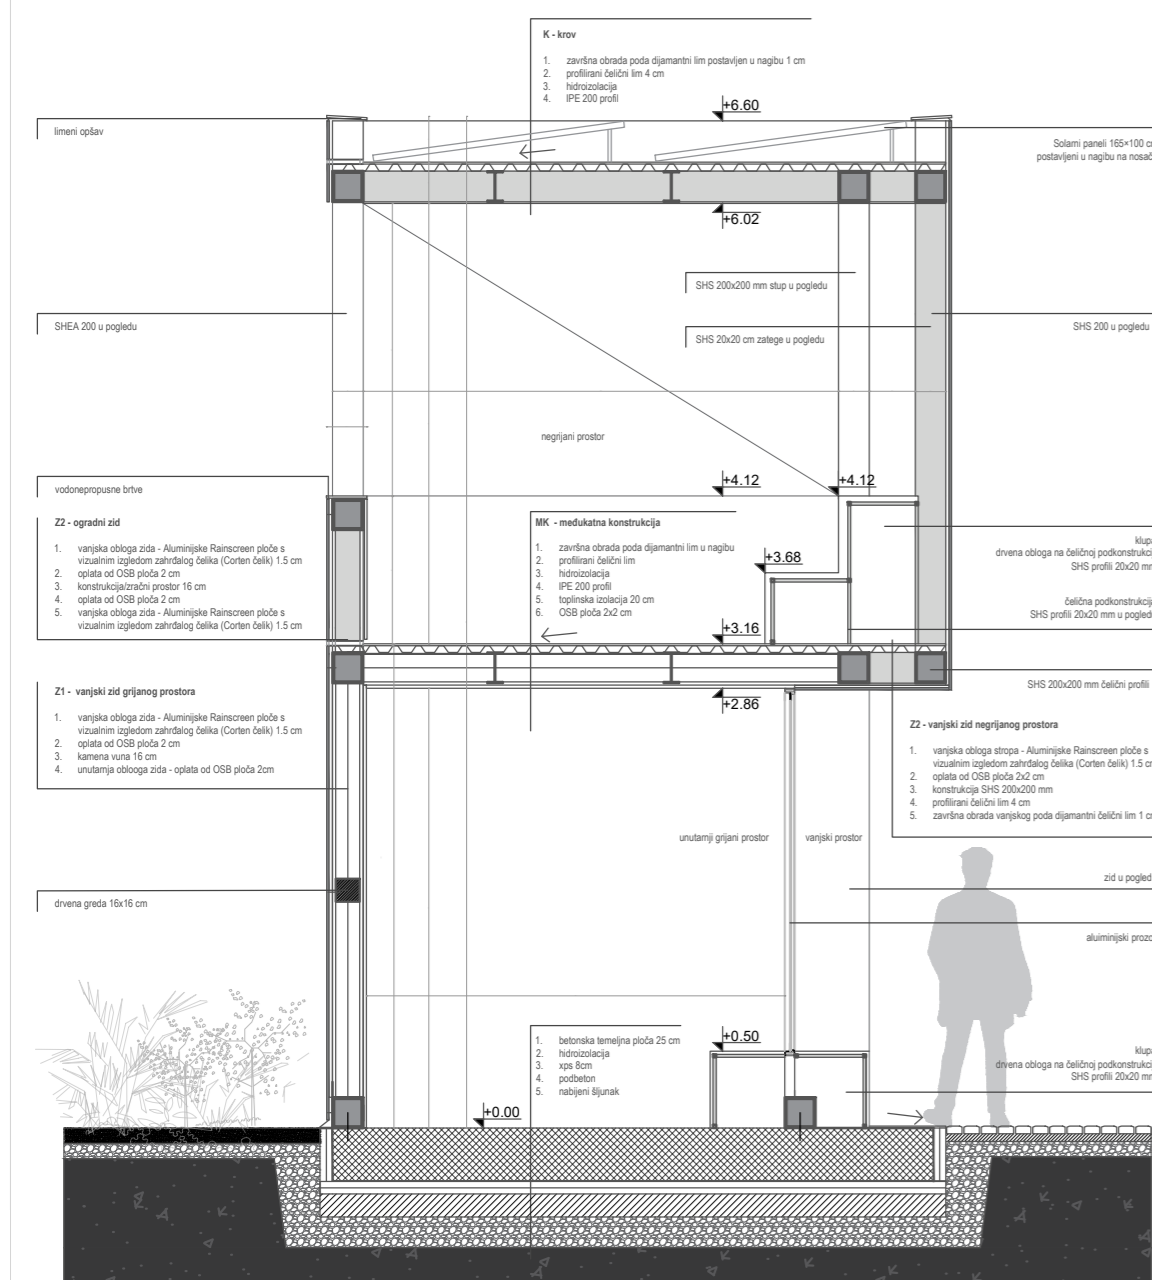 K - krov
1. završna obrada poda dijamantni lim postavljen u nagibu 1 cm
2. profilirani čelični lim 4 cm
3. hidroizolacija
4. IPE 200 profil
+6.60
limeni opšav
Solarni paneli 165×100 cm
postavljeni u nagibu na nosač
+6.02
SHS 200x200 mm stup u pogledu
SHEA 200 u pogledu
SHS 20x20 cm zatege u pogledu
SHS 200 u pogledu
negrijani prostor
+4.12
+4.12
vodonepropusne brtve
Z2 - ogradni zid
1. vanjska obloga zida - Aluminijske Rainscreen ploče s
vizualnim izgledom zahrđalog čelika (Corten čelik) 1.5 cm
2. oplata od OSB ploča 2 cm
3. konstrukcija/zračni prostor 16 cm
4. oplata od OSB ploča 2 cm
5. vanjska obloga zida - Aluminijske Rainscreen ploče s
vizualnim izgledom zahrđalog čelika (Corten čelik) 1.5 cm
MK - međukatna konstrukcija
1. završna obrada poda dijamantni lim u nagibu
2. profilirani čelični lim
3. hidroizolacija
4. IPE 200 profil
5. toplinska izolacija 20 cm
6. OSB ploča 2x2 cm
+3.68
klupa
drvena obloga na čeličnoj podkonstrukciji
SHS profili 20x20 mm
čelična podkonstrukcija
SHS profili 20x20 mm u pogledu
+3.16
SHS 200x200 mm čelični profili
Z1 - vanjski zid grijanog prostora
1. vanjska obloga zida - Aluminijske Rainscreen ploče s
vizualnim izgledom zahrđalog čelika (Corten čelik) 1.5 cm
2. oplata od OSB ploča 2 cm
3. kamena vuna 16 cm
4. unutarnja oblooga zida - oplata od OSB ploča 2cm
+2.86
Z2 - vanjski zid negrijanog prostora
1. vanjska obloga stropa - Aluminijske Rainscreen ploče s
vizualnim izgledom zahrđalog čelika (Corten čelik) 1.5 cm
2. oplata od OSB ploča 2x2 cm
3. konstrukcija SHS 200x200 mm
4. profilirani čelični lim 4 cm
5. završna obrada vanjskog poda dijamantni čelični lim 1 cm
unutarnji grijani prostor
vanjski prostor
zid u pogledu
drvena greda 16x16 cm
aluiminijski prozo
1. betonska temeljna ploča 25 cm
2. hidroizolacija
3. xps 8cm
4. podbeton
5. nabijeni šljunak
+0.50
klupa
drvena obloga na čeličnoj podkonstrukciji
SHS profili 20x20 mm
+0.00